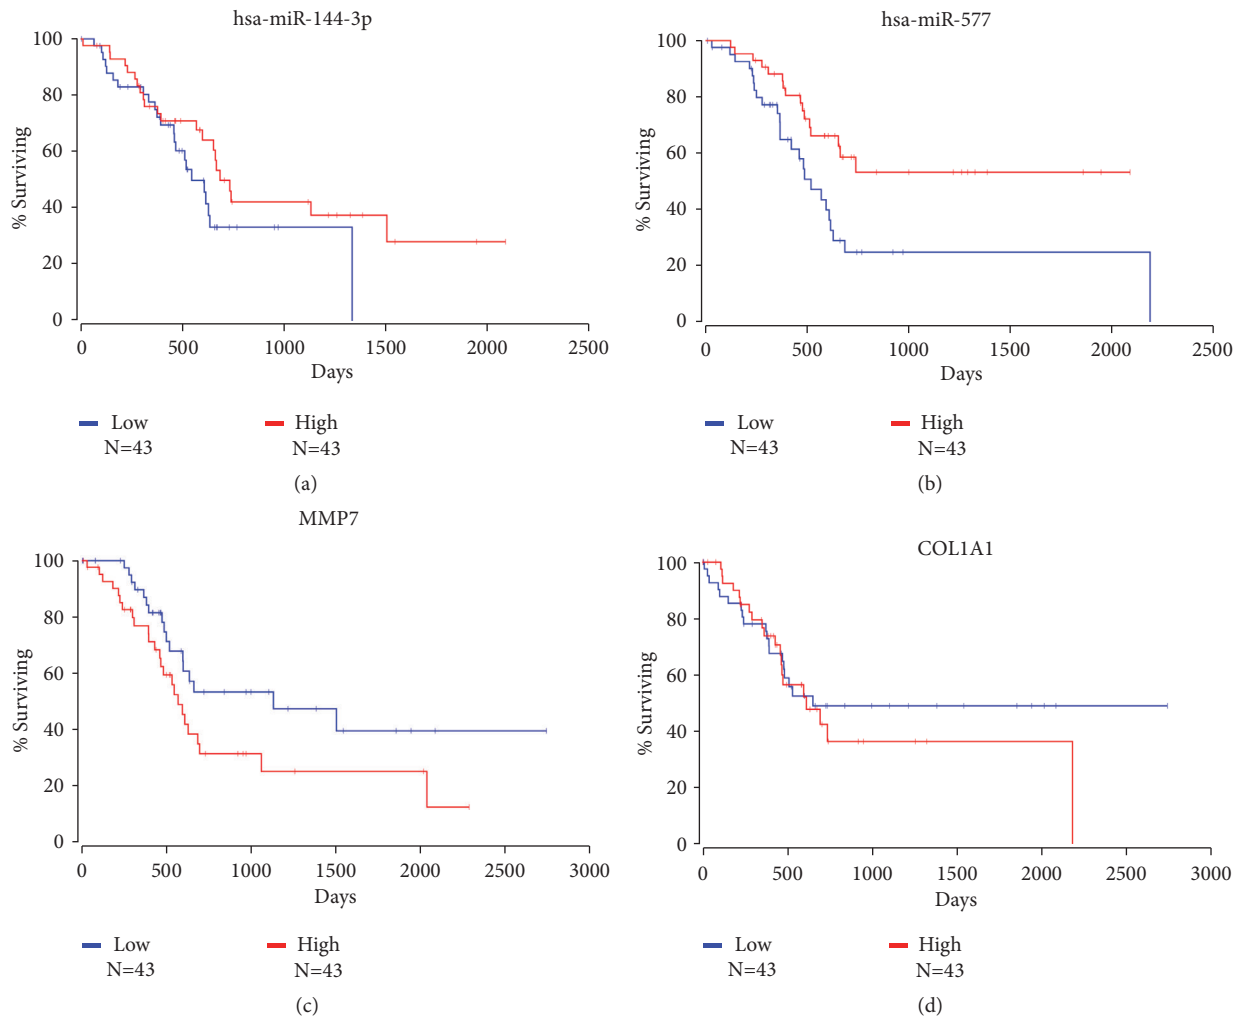 hsa-miR-144-3p
% Surviving
100
80
60
40
20
0
0 500 1000 1500 2000 2500
Days
Low
N=43
High
N=43
(a)
hsa-miR-577
% Surviving
100
80
60
40
20
0
0 500 1000 1500 2000 2500
Days
Low
N=43
High
N=43
(b)
MMP7
% Surviving
100
80
60
40
20
0
0 500 1000 1500 2000 2500 3000
Days
Low
N=43
High
N=43
(c)
COL1A1
% Surviving
100
80
60
40
20
0
0 500 1000 1500 2000 2500 3000
Days
Low
N=43
High
N=43
(d)